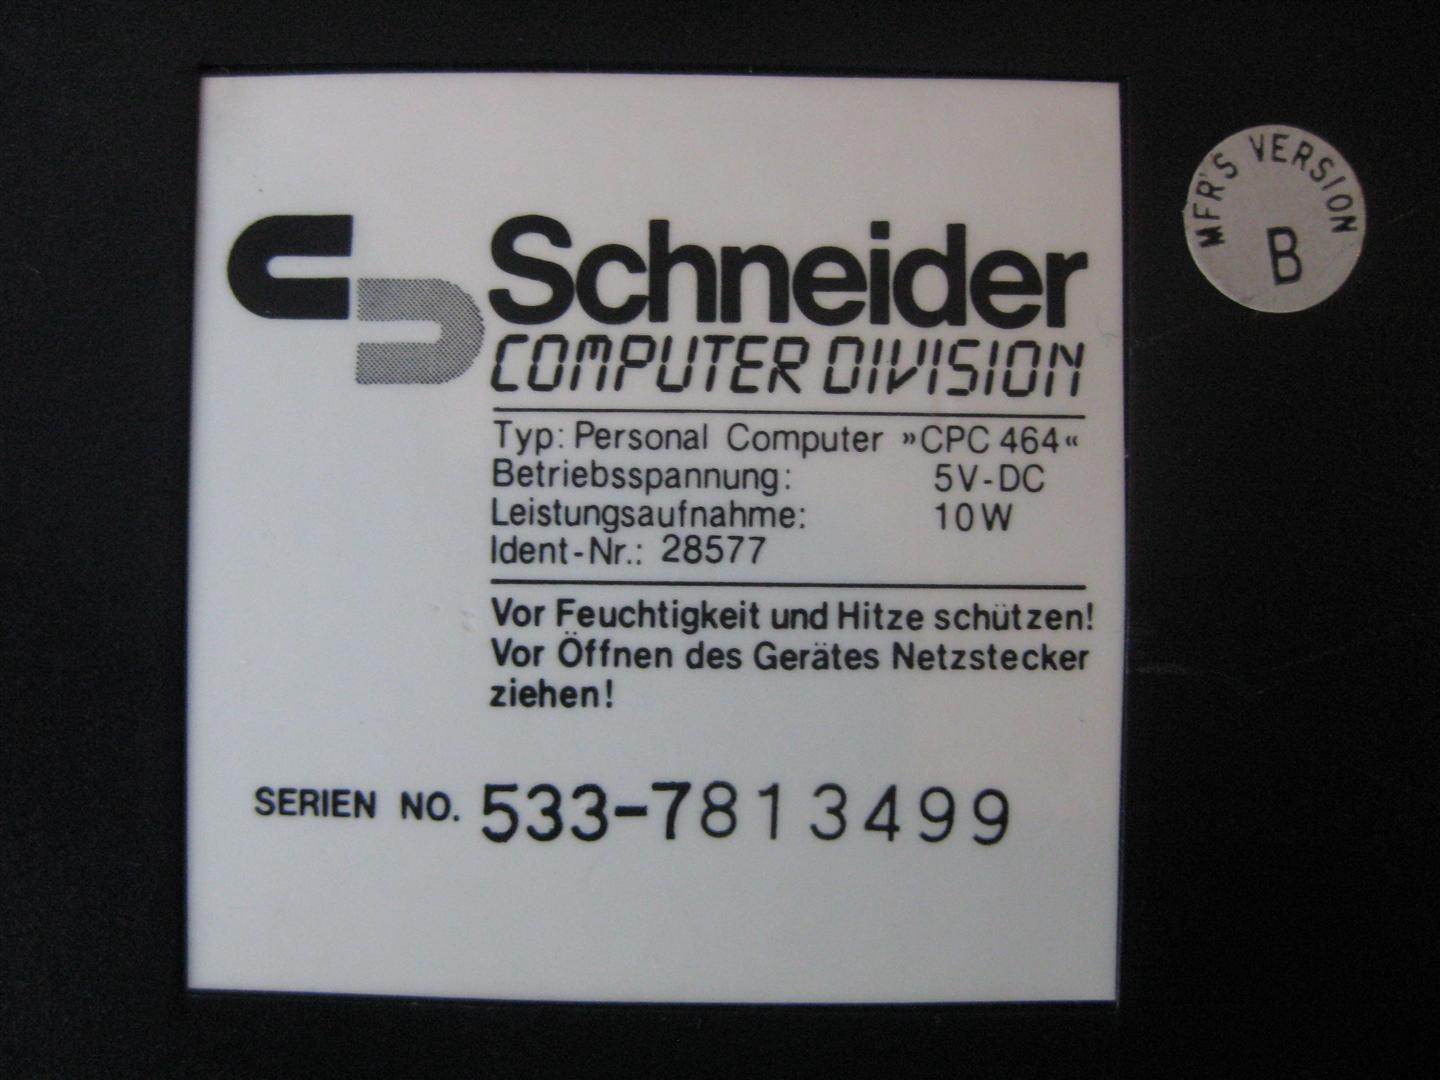 Schneider
COMPUTER DIVISION
Typ: Personal Computer »CPC 464«
Betriebsspannung: 5V-DC
Leistungsaufnahme: 10W
Ident-Nr.: 28577
Vor Feuchtigkeit und Hitze schützen!
Vor Öffnen des Gerätes Netzstecker
ziehen!
SERIEN NO. 533-7813499
MFR'S VERSION
B